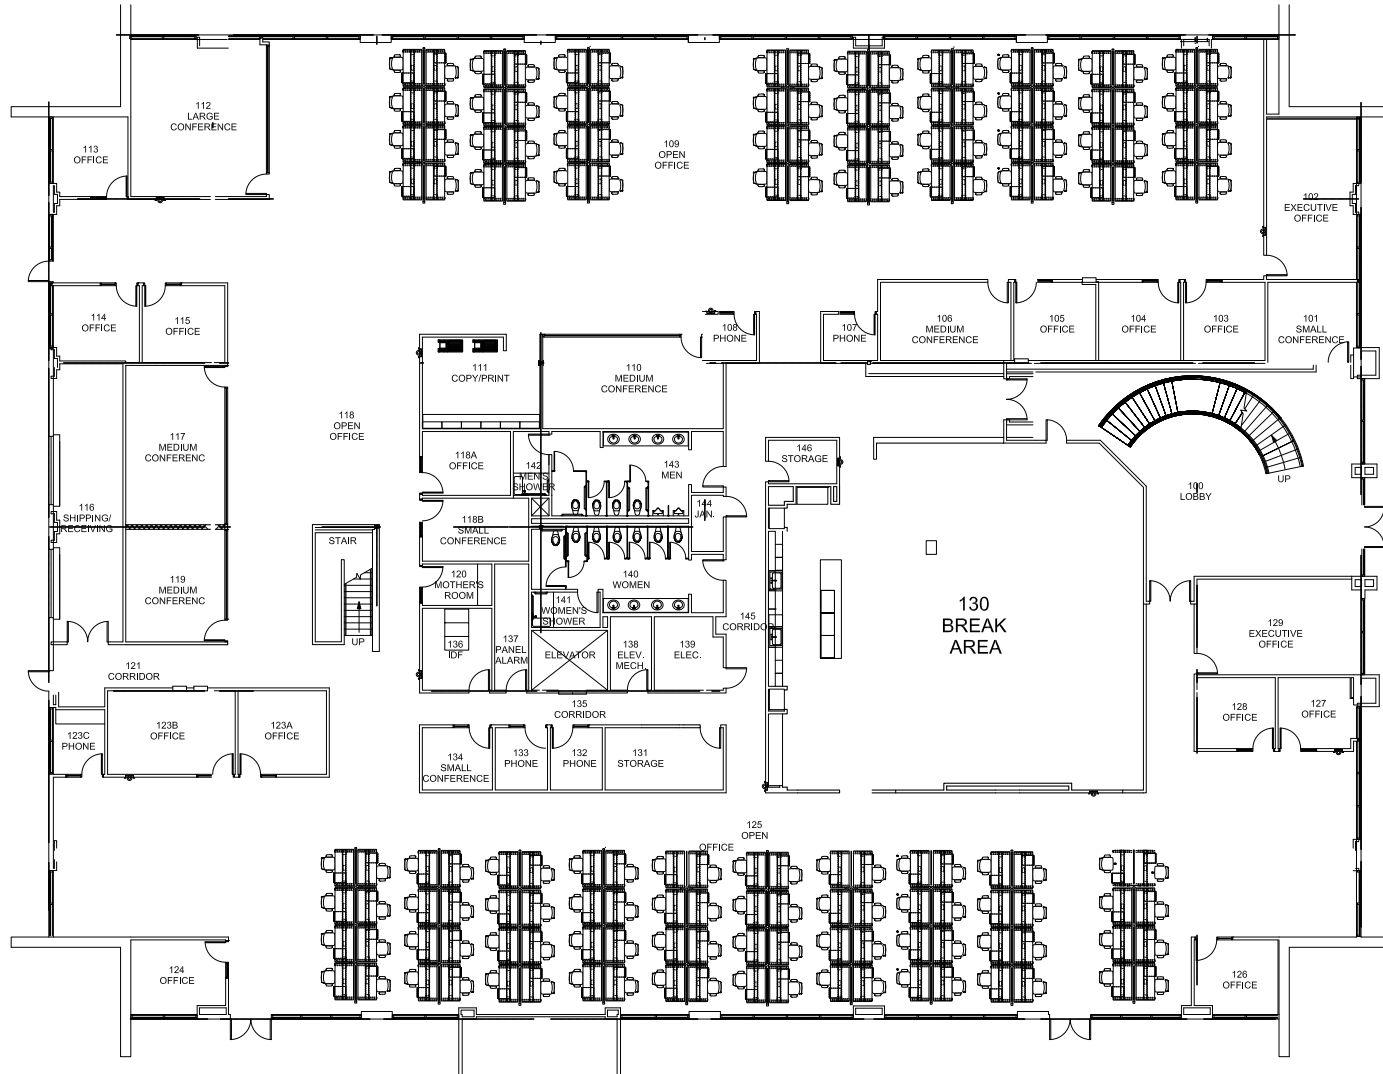 112
LARGE
CONFERENCE
113
OFFICE
109
OPEN
OFFICE
102
EXECUTIVE
OFFICE
114
OFFICE
115
OFFICE
108
PHONE
107
PHONE
106
MEDIUM
CONFERENCE
105
OFFICE
104
OFFICE
103
OFFICE
101
SMALL
CONFERENCE
111
COPY/PRINT
110
MEDIUM
CONFERENCE
118
OPEN
OFFICE
117
MEDIUM
CONFERENC
118A
OFFICE
142
MEN'S
SHOWER
143
MEN
146
STORAGE
100
LOBBY
UP
116
SHIPPING/
RECEIVING
144
JAN.
118B
SMALL
CONFERENCE
STAIR
UP
119
MEDIUM
CONFERENC
120
MOTHER'S
ROOM
140
WOMEN
141
WOMEN'S
SHOWER
145
CORRIDOR
130
BREAK
AREA
129
EXECUTIVE
OFFICE
136
IDF
137
PANEL
ALARM
ELEVATOR
138
ELEV.
MECH
139
ELEC.
121
CORRIDOR
135
CORRIDOR
128
OFFICE
127
OFFICE
123C
PHONE
123B
OFFICE
123A
OFFICE
134
SMALL
CONFERENCE
133
PHONE
132
PHONE
131
STORAGE
125
OPEN
OFFICE
124
OFFICE
126
OFFICE